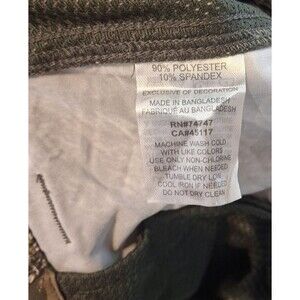 90% POLYESTER
10% SPANDEX
EXCLUSIVE OF DECORATION
MADE IN BANGLADESH
FABRIQUÉ AU BANGLADESH
RN#74747
CA#45117
MACHINE WASH COLD
WITH LIKE COLORS
USE ONLY NON-CHLORINE
BLEACH WHEN NEEDED
TUMBLE DRY LOW
COOL IRON IF NEEDED
DO NOT DRY CLEAN